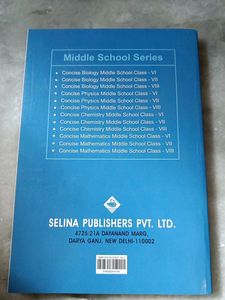 Middle School Series
• Concise Biology Middle School Class - VI
• Concise Biology Middle School Class - VII
• Concise Biology Middle School Class - VIII
• Concise Physics Middle School Class - VI
• Concise Physics Middle School Class - VII
• Concise Physics Middle School Class - VIII
• Concise Chemistry Middle School Class - VI
• Concise Chemistry Middle School Class - VII
• Concise Chemistry Middle School Class - VIII
• Concise Mathematics Middle School Class - VI
• Concise Mathematics Middle School Class - VII
• Concise Mathematics Middle School Class - VIII
SELINA PUBLISHERS PVT. LTD.
4725/21A DAYANAND MARG,
DARYA GANJ, NEW DELHI-110002